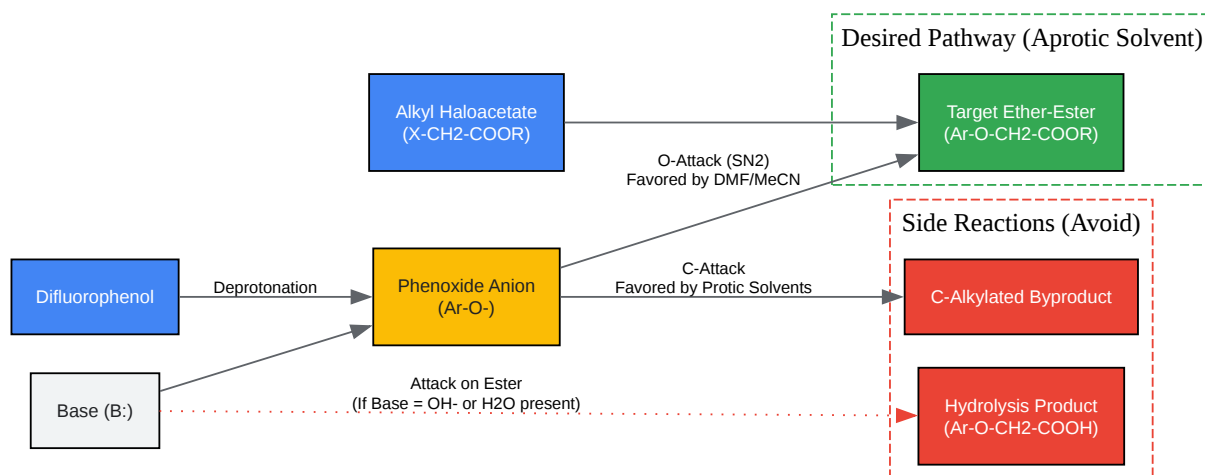 Desired Pathway (Aprotic Solvent)
Alkyl Haloacetate
(X-CH2-COOR)
Target Ether-Ester
(Ar-O-CH2-COOR)
O-Attack (SN2)
Favored by DMF/MeCN
Side Reactions (Avoid)
Difluorophenol
Deprotonation
Phenoxide Anion
(Ar-O-)
C-Attack
Favored by Protic Solvents
C-Alkylated Byproduct
Base (B:)
Attack on Ester
(If Base = OH- or H2O present)
Hydrolysis Product
(Ar-O-CH2-COOH)